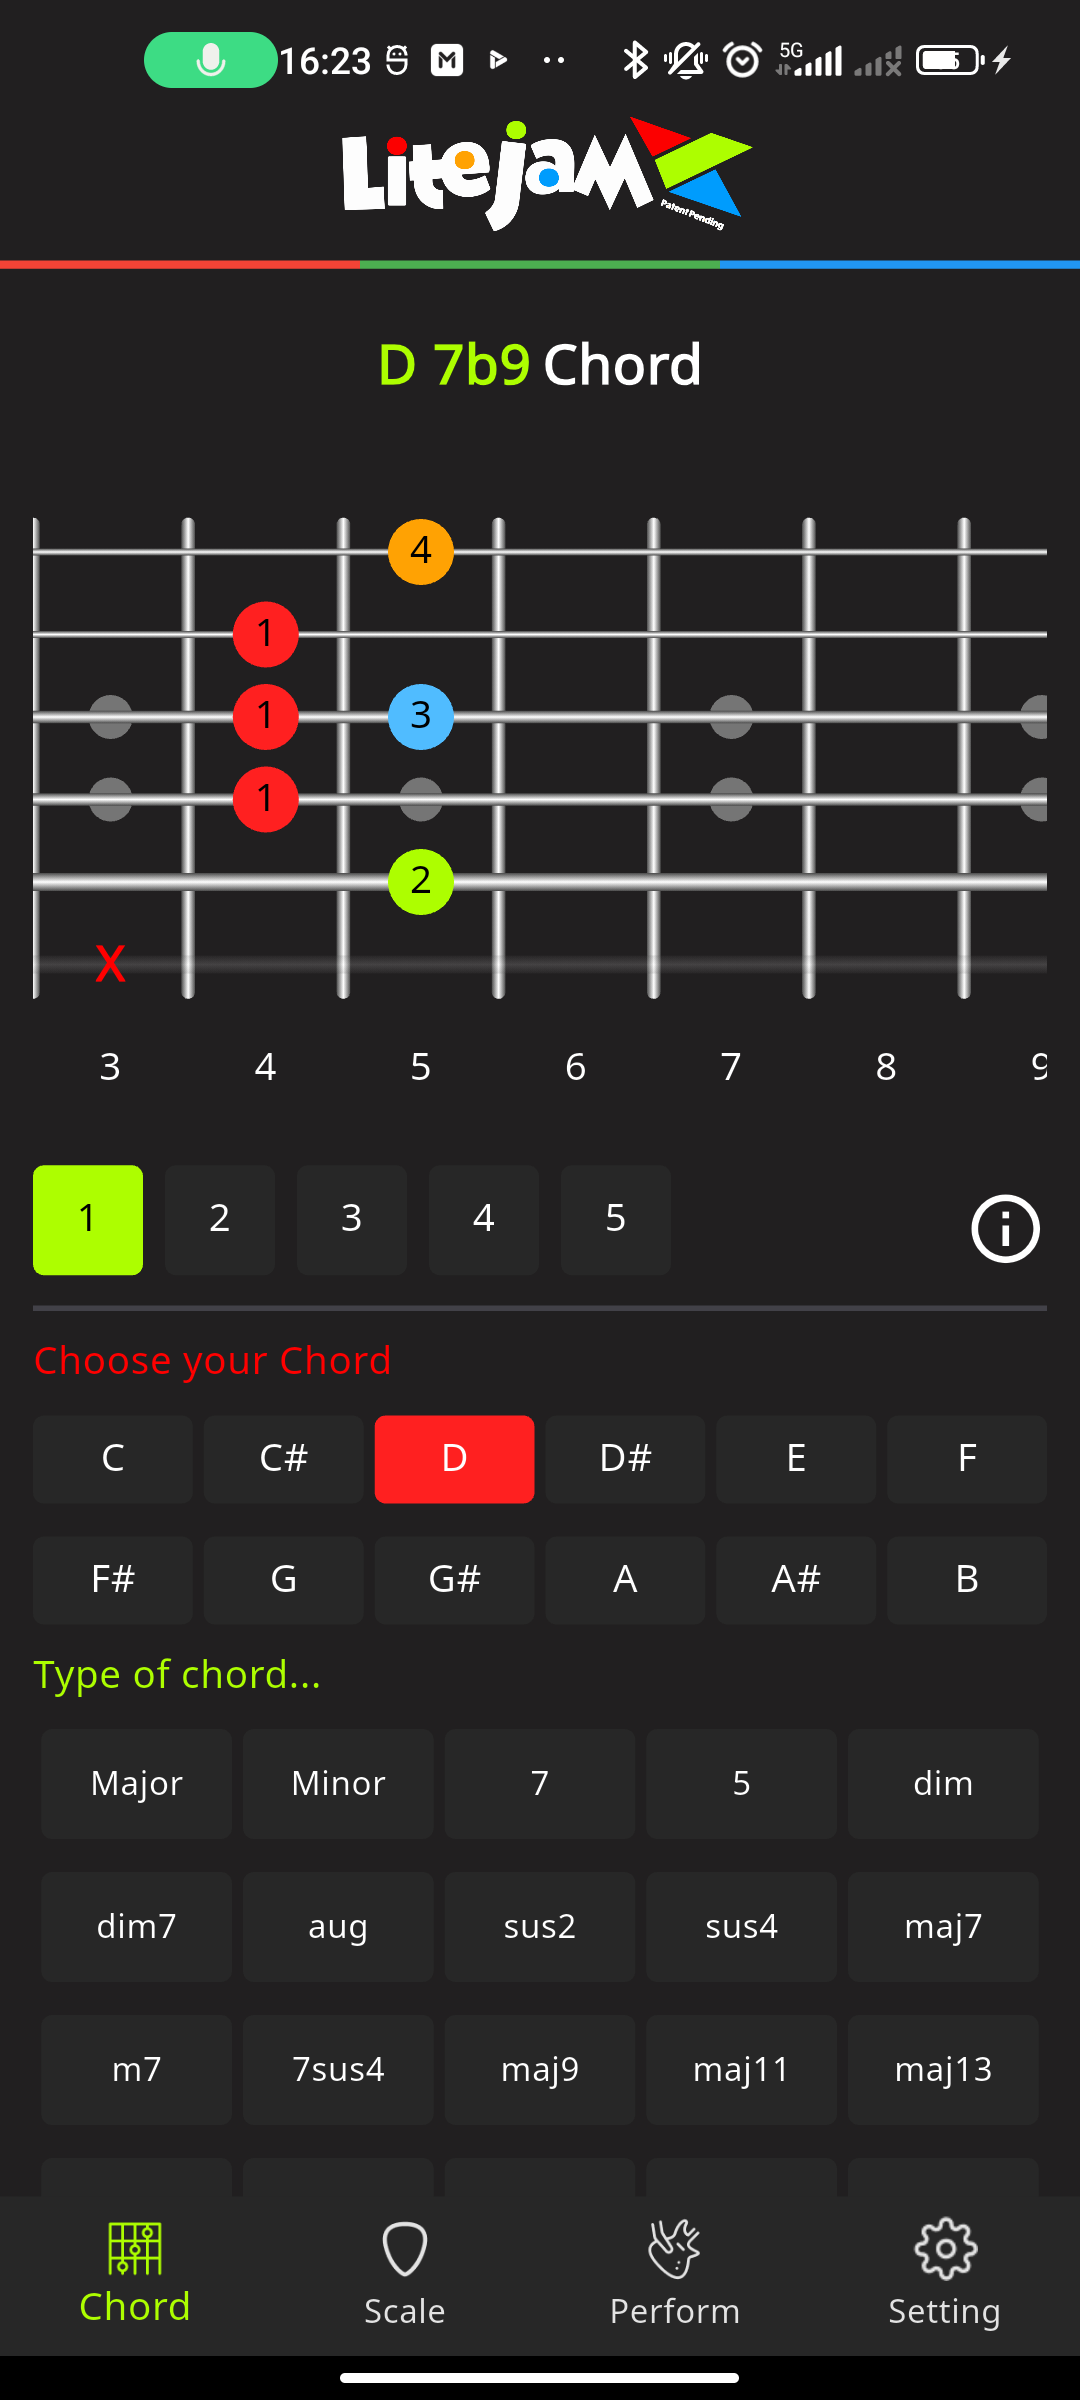 16:23 5G
LitejaM
Patent Pending
D 7b9 Chord
4
1
1 3
1
2
X
3 4 5 6 7 8 9
1 2 3 4 5
Choose your Chord
C C# D D# E F
F# G G# A A# B
Type of chord...
Major Minor 7 5 dim
dim7 aug sus2 sus4 maj7
m7 7sus4 maj9 maj11 maj13
Chord Scale Perform Setting